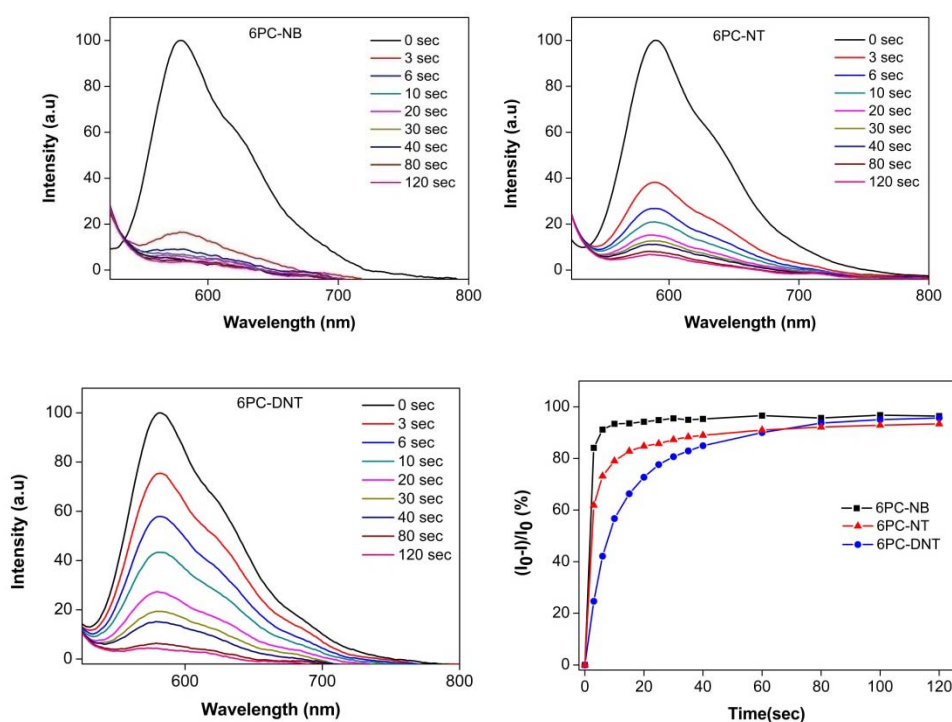 6PC-NB
Intensity (a.u)
100
80
60
40
20
0
0 sec
3 sec
6 sec
10 sec
20 sec
30 sec
40 sec
80 sec
120 sec
600
700
800
Wavelength (nm)
6PC-NT
Intensity (a.u)
100
80
60
40
20
0
0 sec
3 sec
6 sec
10 sec
20 sec
30 sec
40 sec
80 sec
120 sec
600
700
800
Wavelength (nm)
6PC-DNT
Intensity (a.u)
100
80
60
40
20
0
0 sec
3 sec
6 sec
10 sec
20 sec
30 sec
40 sec
80 sec
120 sec
600
700
800
Wavelength (nm)
(I₀-I)/I₀ (%)
100
80
60
40
20
0
6PC-NB
6PC-NT
6PC-DNT
0
20
40
60
80
100
120
Time(sec)